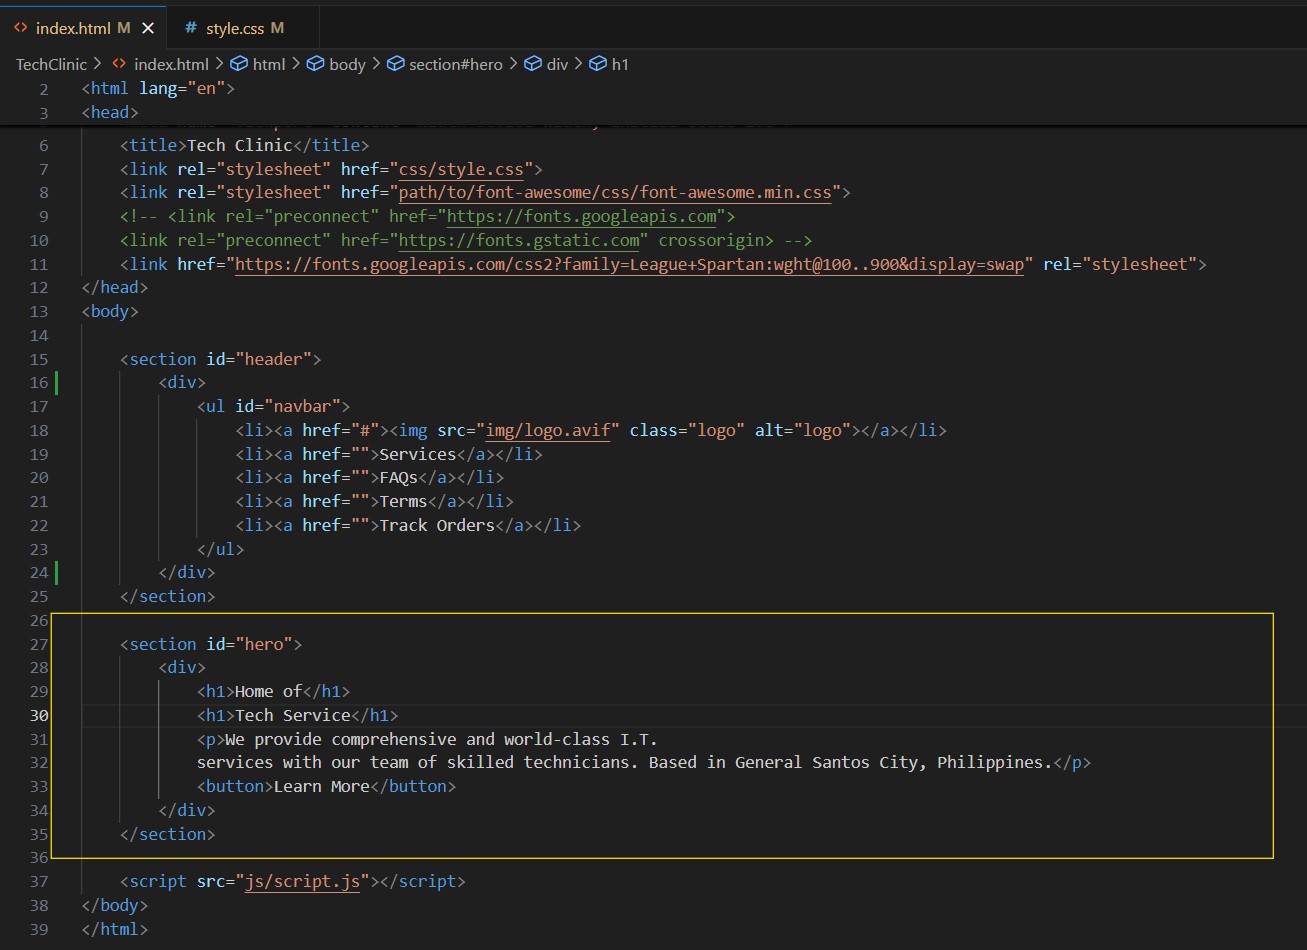 index.html M
style.css M
TechClinic > index.html > html > body > section#hero > div > h1
2 <html lang="en">
3 <head>
6 <title>Tech Clinic</title>
7 <link rel="stylesheet" href="css/style.css">
8 <link rel="stylesheet" href="path/to/font-awesome/css/font-awesome.min.css">
9 <!-- <link rel="preconnect" href="https://fonts.googleapis.com">
10 <link rel="preconnect" href="https://fonts.gstatic.com" crossorigin> -->
11 <link href="https://fonts.googleapis.com/css2?family=League+Spartan:wght@100..900&display=swap" rel="stylesheet">
12 </head>
13 <body>
14
15 <section id="header">
16 <div>
17 <ul id="navbar">
18 <li><a href="#"><img src="img/logo.avif" class="logo" alt="logo"></a></li>
19 <li><a href="">Services</a></li>
20 <li><a href="">FAQs</a></li>
21 <li><a href="">Terms</a></li>
22 <li><a href="">Track Orders</a></li>
23 </ul>
24 </div>
25 </section>
26
27 <section id="hero">
28 <div>
29 <h1>Home of</h1>
30 <h1>Tech Service</h1>
31 <p>We provide comprehensive and world-class I.T.
32 services with our team of skilled technicians. Based in General Santos City, Philippines.</p>
33 <button>Learn More</button>
34 </div>
35 </section>
36
37 <script src="js/script.js"></script>
38 </body>
39 </html>